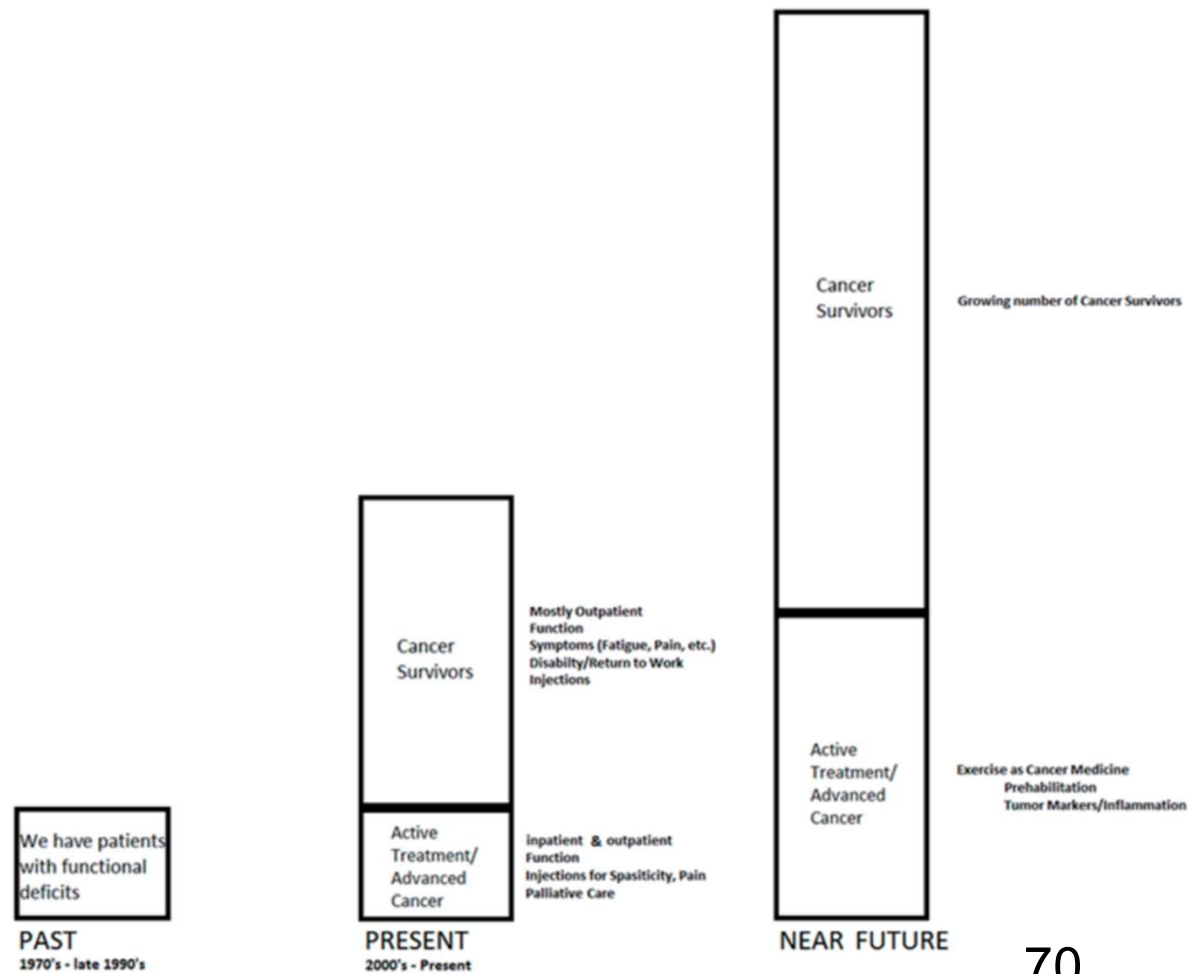 Cancer
Survivors
Growing number of Cancer Survivors
Cancer
Survivors
Mostly Outpatient
Function
Symptoms (Fatigue, Pain, etc.)
Disabilty/Return to Work
Injections
Active
Treatment/
Advanced
Cancer
Exercise as Cancer Medicine
Prehabilitation
Tumor Markers/Inflammation
We have patients
with functional
deficits
Active
Treatment/
Advanced
Cancer
inpatient & outpatient
Function
Injections for Spasiticity, Pain
Palliative Care
PAST
1970's - late 1990's
PRESENT
2000's - Present
NEAR FUTURE
70